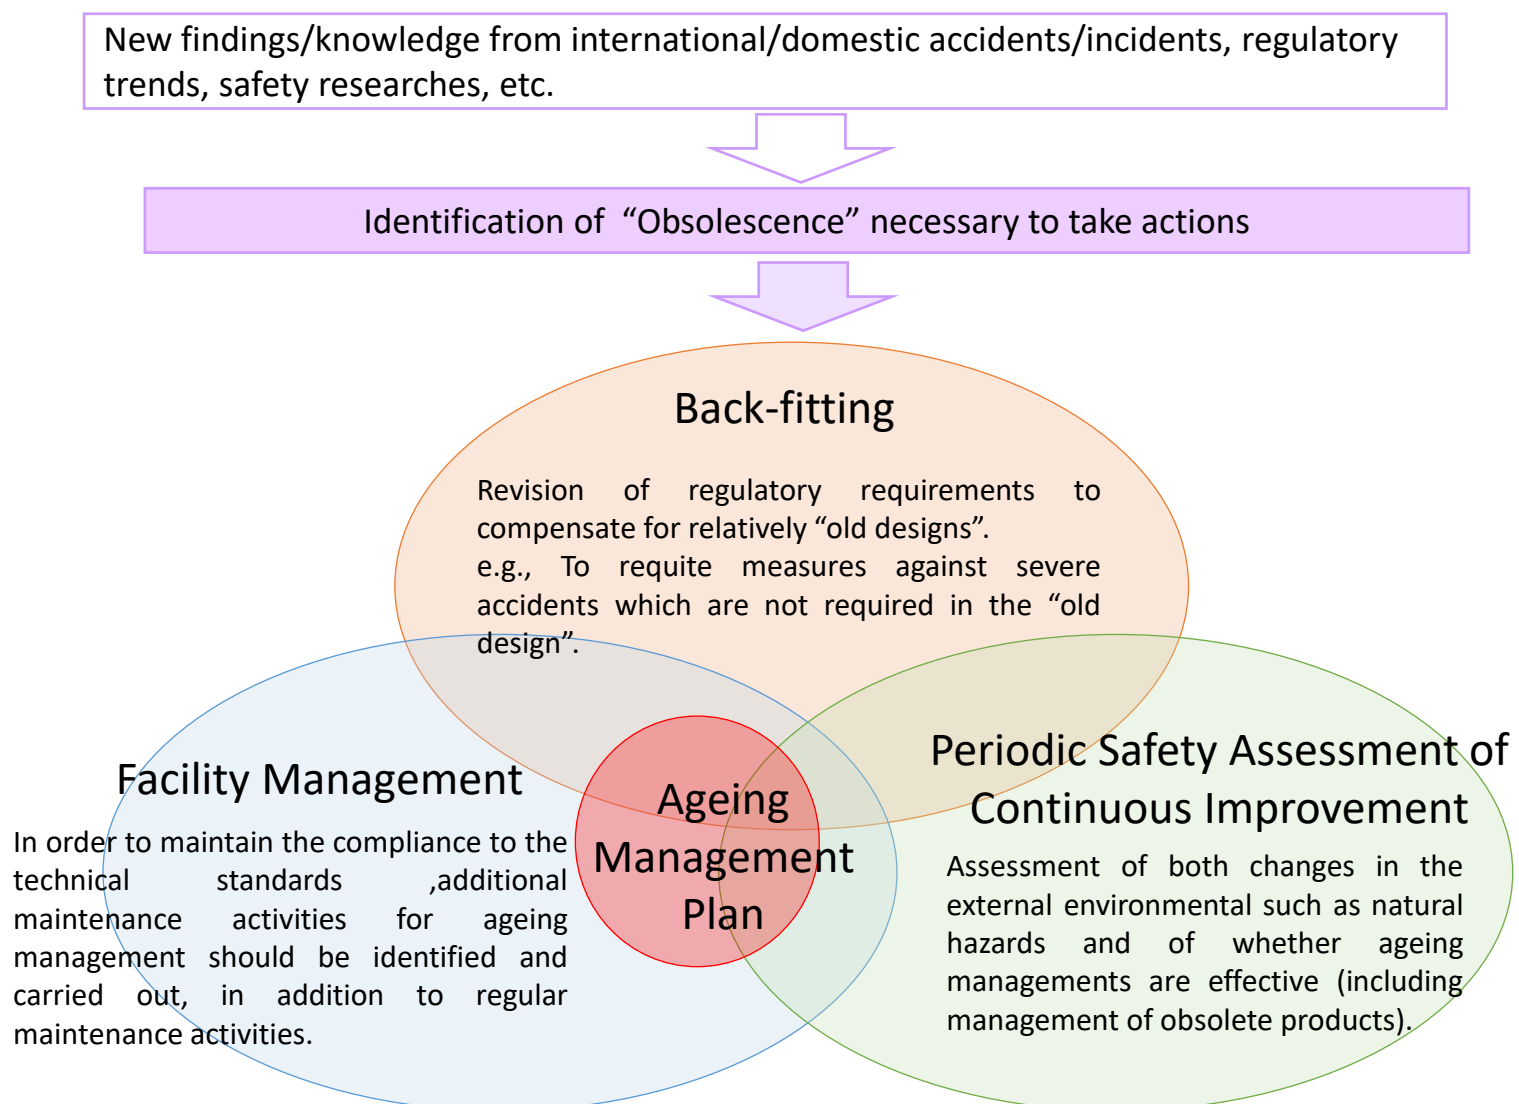 New findings/knowledge from international/domestic accidents/incidents, regulatory
trends, safety researches, etc.
Identification of “Obsolescence” necessary to take actions
Back-fitting
Revision of regulatory requirements to
compensate for relatively “old designs”.
e.g., To requite measures against severe
accidents which are not required in the “old
design”.
Facility Management
In order to maintain the compliance to the
technical standards ,additional
maintenance activities for ageing
management should be identified and
carried out, in addition to regular
maintenance activities.
Ageing
Management
Plan
Periodic Safety Assessment of
Continuous Improvement
Assessment of both changes in the
external environmental such as natural
hazards and of whether ageing
managements are effective (including
management of obsolete products).